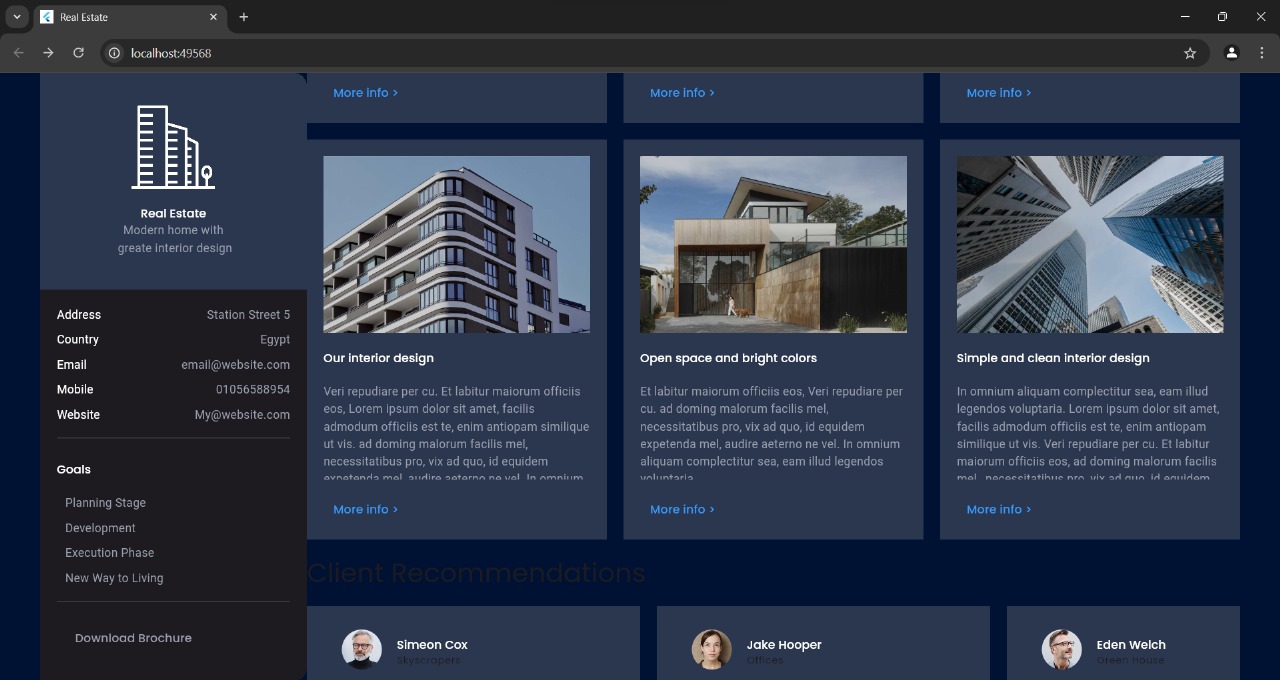 Real Estate
localhost:49568
Real Estate
Modern home with
greate interior design
Address Station Street 5
Country Egypt
Email email@website.com
Mobile 01056588954
Website My@website.com
Goals
Planning Stage
Development
Execution Phase
New Way to Living
Download Brochure
More info >
More info >
More info >
Our interior design
Veri repudiare per cu. Et labitur maiorum officiis
eos, Lorem ipsum dolor sit amet, facilis
admodum officiis est te, enim antiopam similique
ut vis. ad doming malorum facilis mel,
necessitatibus pro, vix ad quo, id equidem
expetenda mel, audire aeterno ne vel. In omnium
More info >
Open space and bright colors
Et labitur maiorum officiis eos, Veri repudiare per
cu. ad doming malorum facilis mel,
necessitatibus pro, vix ad quo, id equidem
expetenda mel, audire aeterno ne vel. In omnium
aliquam complectitur sea, eam illud legendos
voluptaria.
More info >
Simple and clean interior design
In omnium aliquam complectitur sea, eam illud
legendos voluptaria. Lorem ipsum dolor sit amet,
facilis admodum officiis est te, enim antiopam
similique ut vis. Veri repudiare per cu. Et labitur
maiorum officiis eos, ad doming malorum facilis
mel, necessitatibus pro, vix ad quo, id equidem
More info >
Client Recommendations
Simeon Cox
Skyscrapers
Jake Hooper
Offices
Eden Welch
Green House